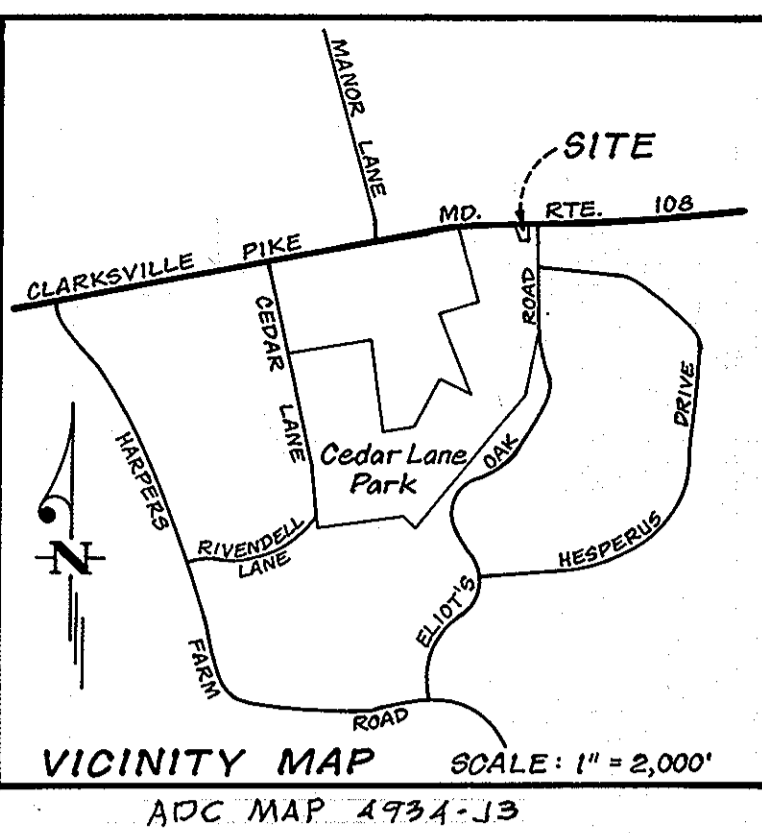 MANOR LANE
SITE
MD. RTE. 108
CLARKSVILLE PIKE
CEDAR LANE
ROAD
DRIVE
HARPERS
Cedar Lane
Park
OAK
N
RIVENDELL
LANE
HESPERUS
ELIOT'S
FARM
ROAD
VICINITY MAP SCALE: 1" = 2,000'
ADC MAP 4934-J3